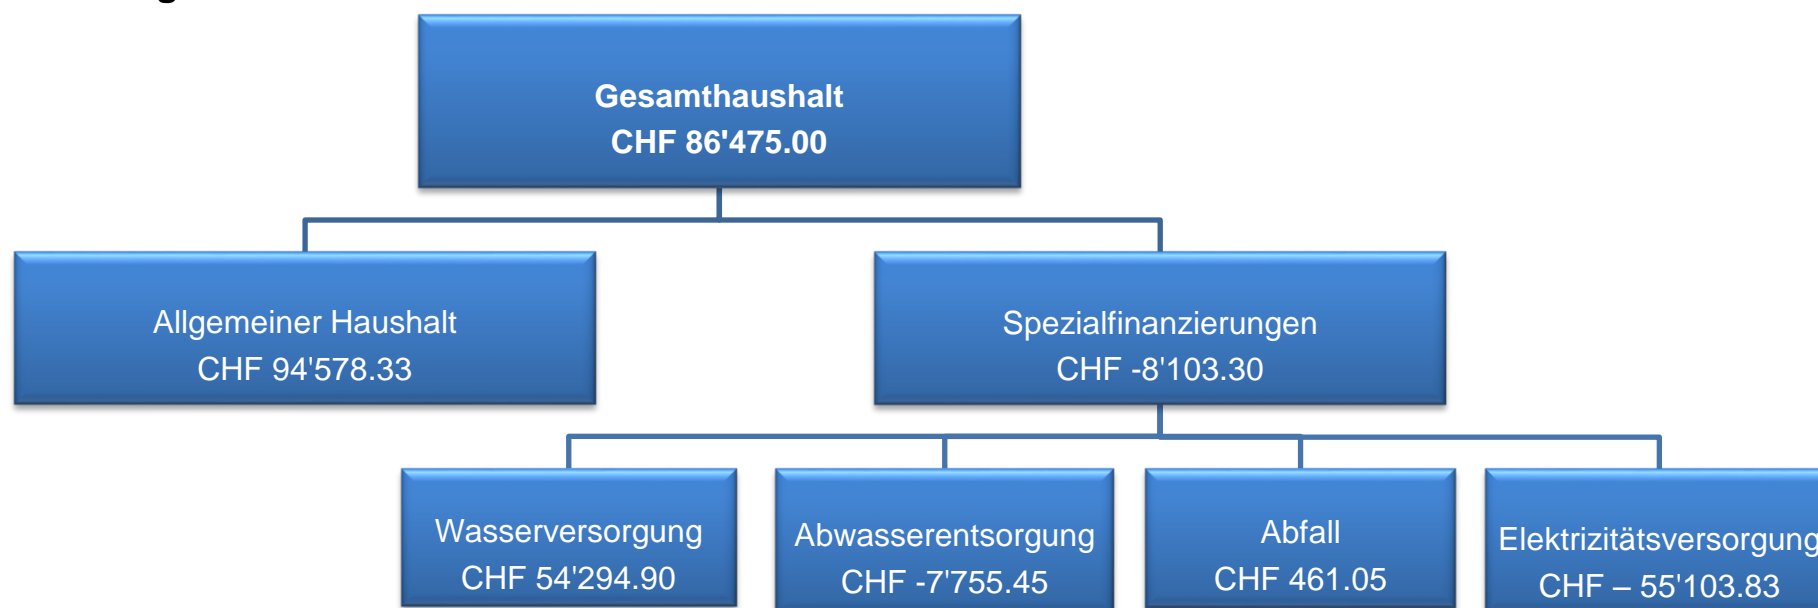 Gesamthaushalt
CHF 86'475.00
Allgemeiner Haushalt
CHF 94'578.33
Spezialfinanzierungen
CHF -8'103.30
Wasserversorgung
CHF 54'294.90
Abwasserentsorgung
CHF -7'755.45
Abfall
CHF 461.05
Elektrizitätsversorgung
CHF – 55'103.83